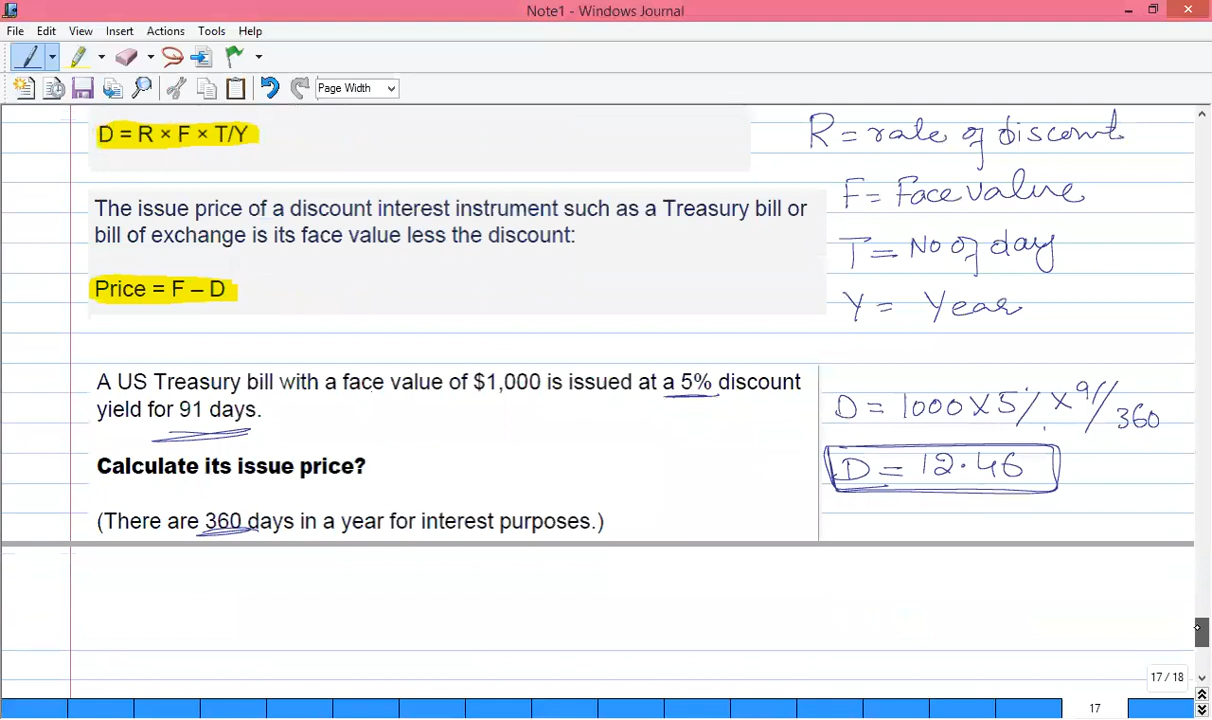 Note1 - Windows Journal
File Edit View Insert Actions Tools Help
Page Width
D = R × F × T/Y
R = rate of discount
F = Face value
T = No of day
Y = Year
The issue price of a discount interest instrument such as a Treasury bill or
bill of exchange is its face value less the discount:
Price = F – D
A US Treasury bill with a face value of $1,000 is issued at a 5% discount
yield for 91 days.
Calculate its issue price?
(There are 360 days in a year for interest purposes.)
D = 1000 X 5% X 91/360
D = 12.46
17 / 18
17